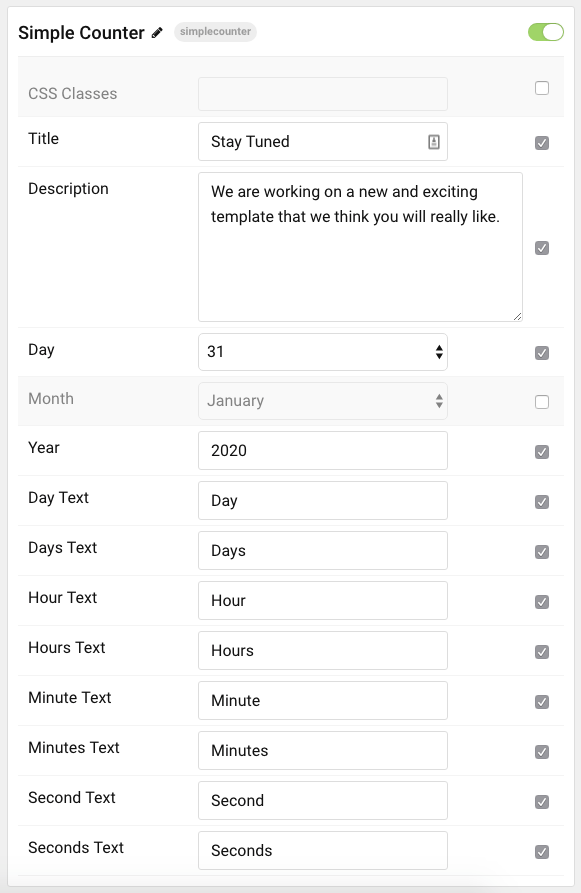 Simple Counter simplecounter
CSS Classes
Title Stay Tuned
Description We are working on a new and exciting
template that we think you will really like.
Day 31
Month January
Year 2020
Day Text Day
Days Text Days
Hour Text Hour
Hours Text Hours
Minute Text Minute
Minutes Text Minutes
Second Text Second
Seconds Text Seconds